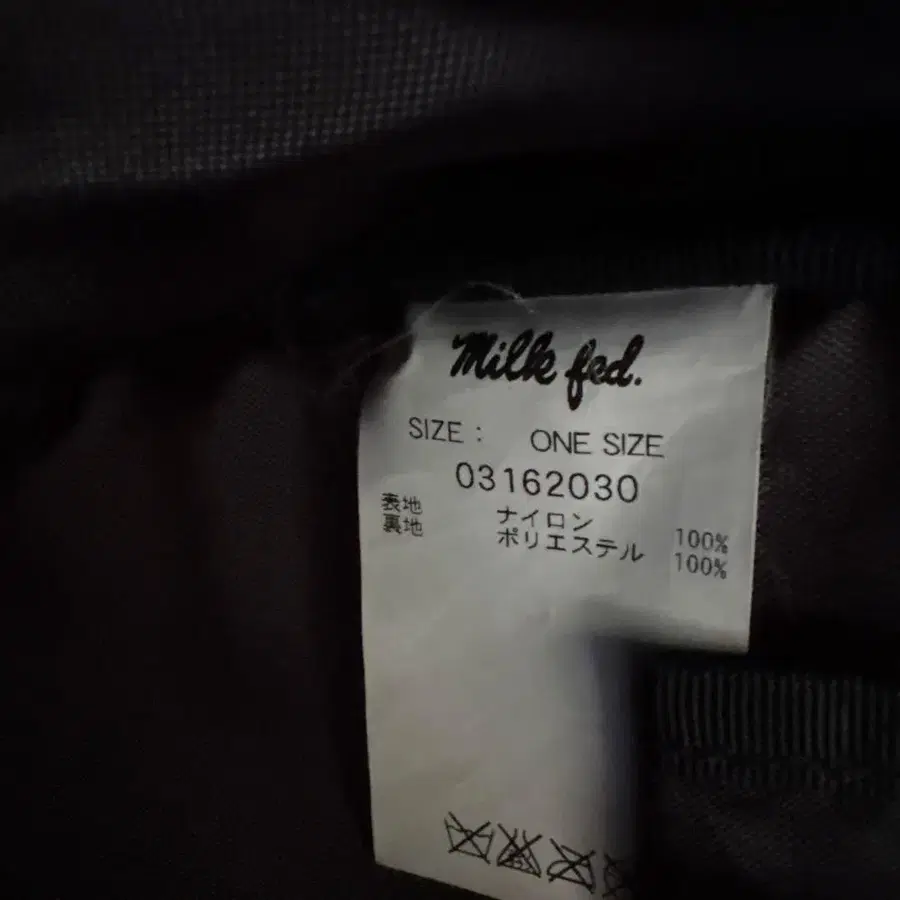 Milk fed.
SIZE : ONE SIZE
03162030
表地 ナイロン 100%
裏地 ポリエステル 100%